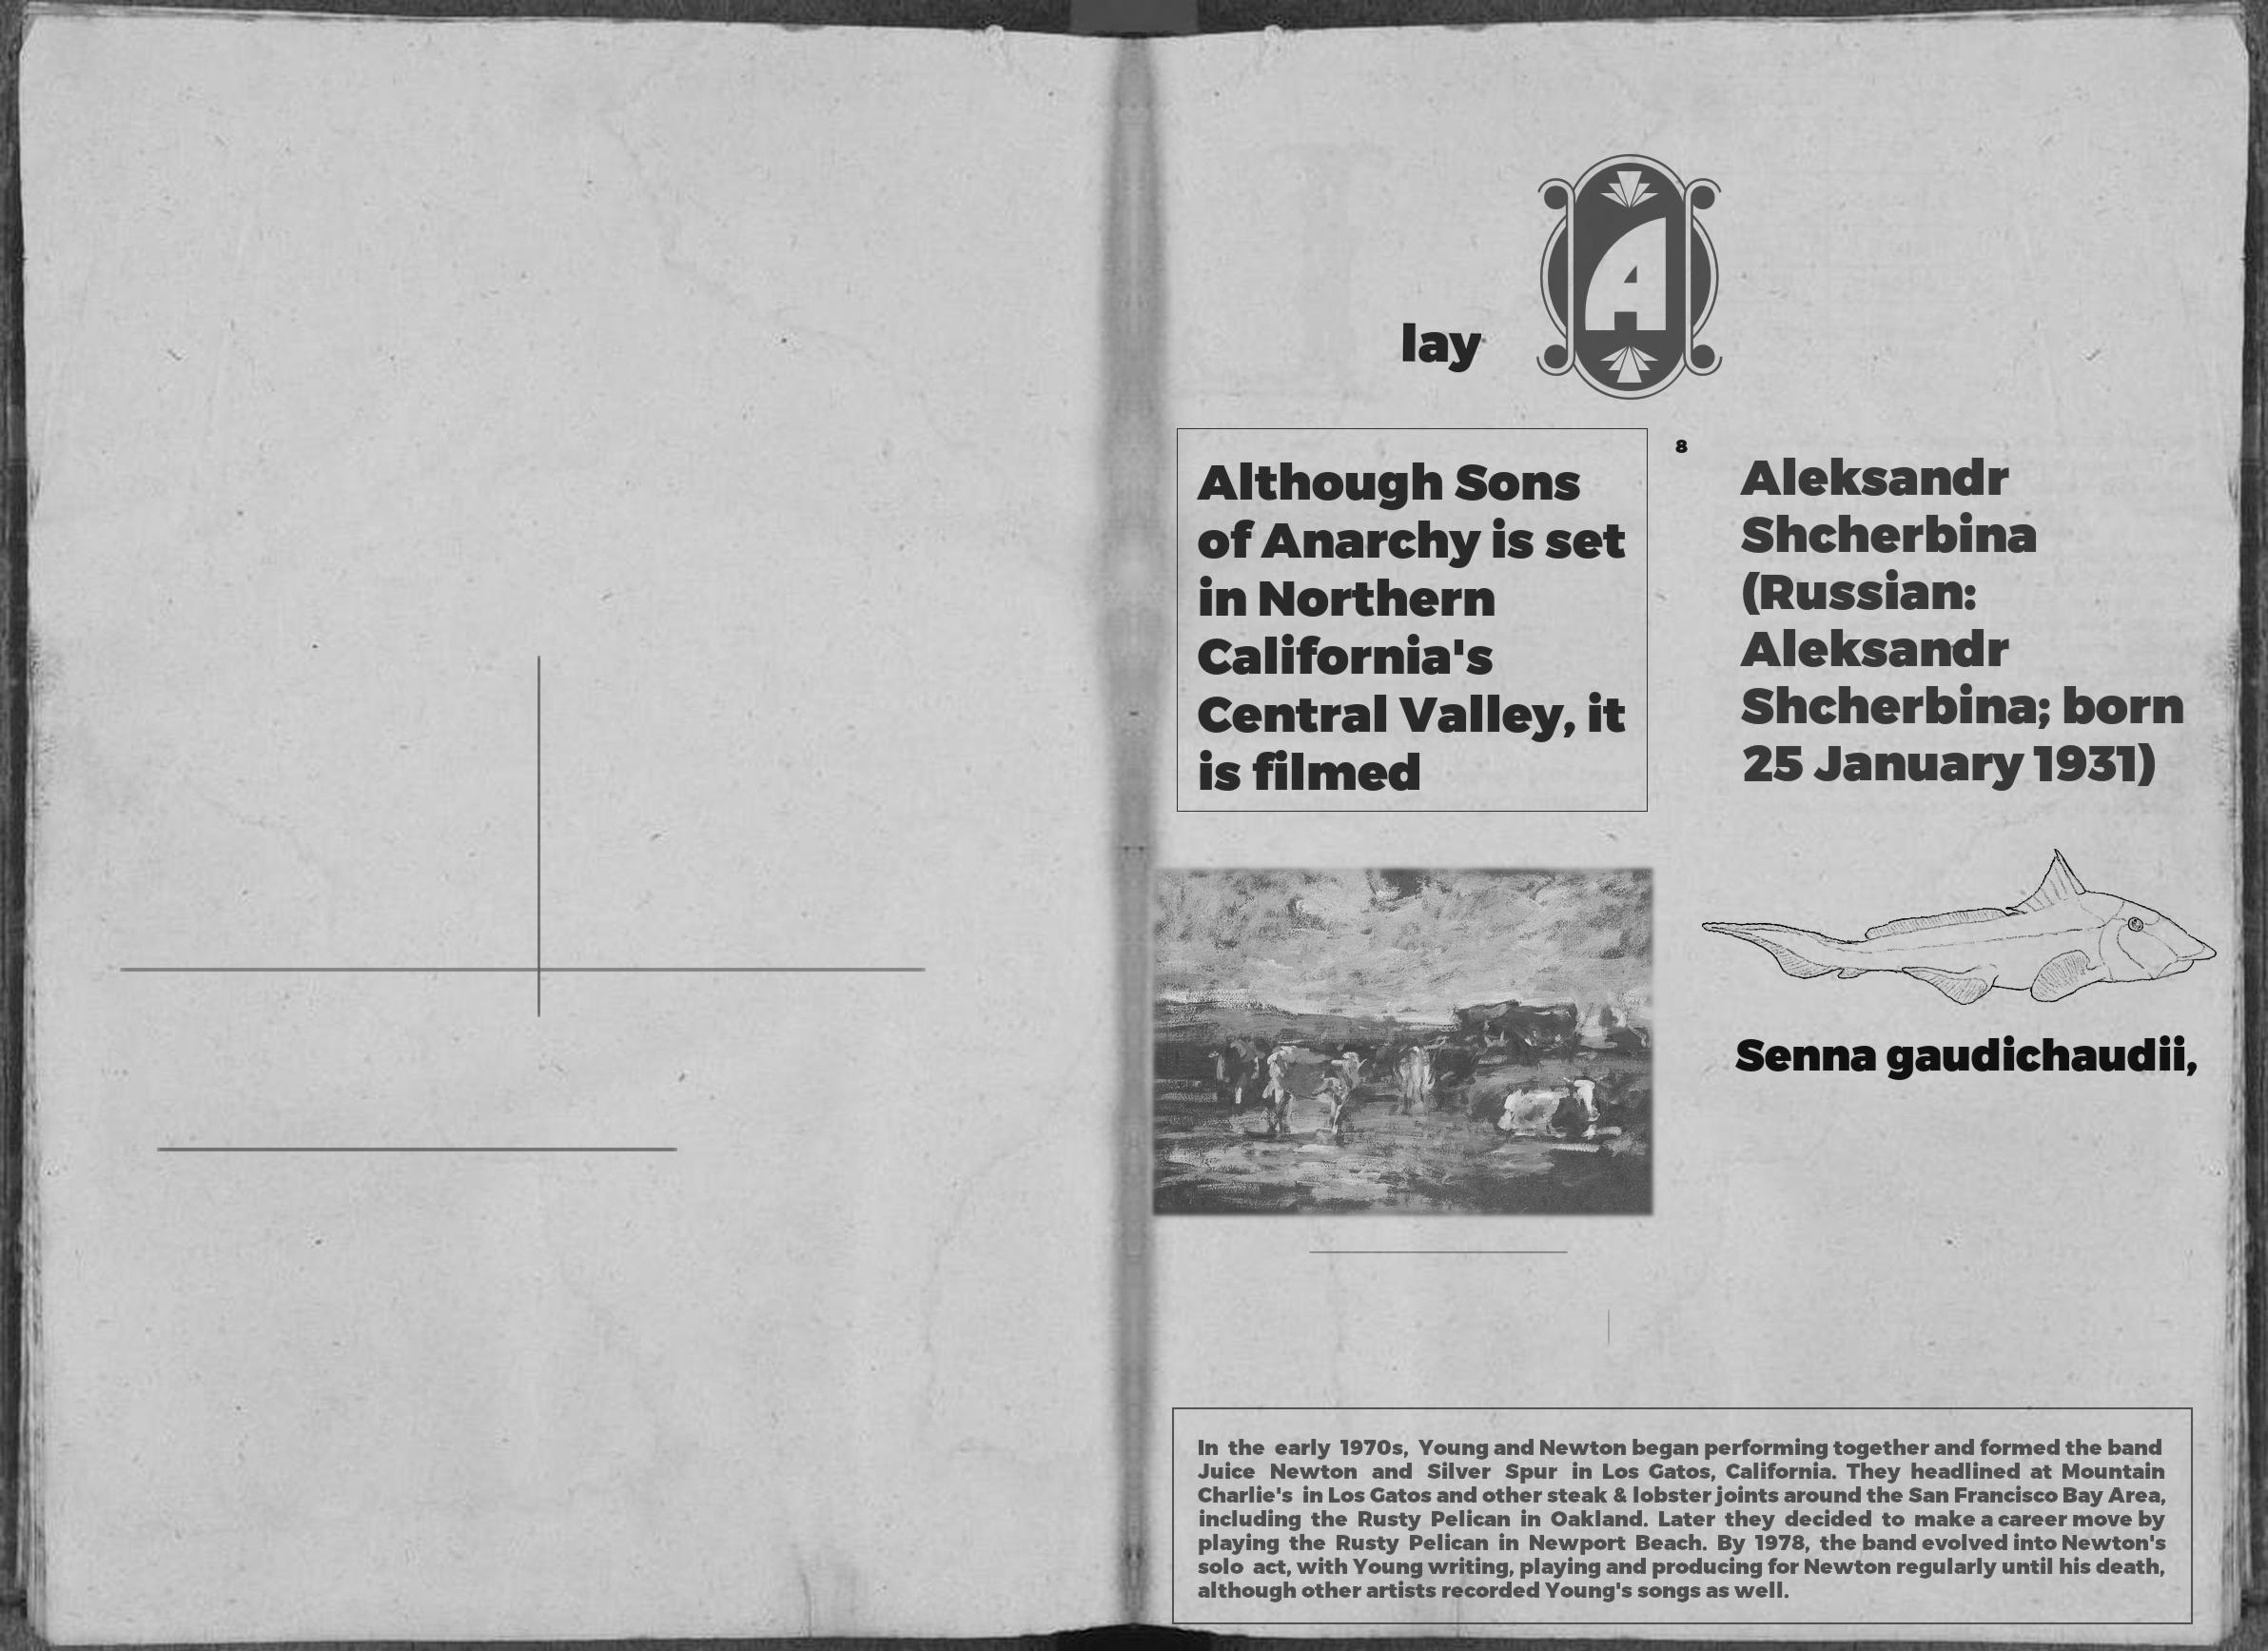 lay
A
Although Sons
of Anarchy is set
in Northern
California's
Central Valley, it
is filmed
8
Aleksandr
Shcherbina
(Russian:
Aleksandr
Shcherbina; born
25 January 1931)
Senna gaudichaudii,
In the early 1970s, Young and Newton began performing together and formed the band
Juice Newton and Silver Spur in Los Gatos, California. They headlined at Mountain
Charlie's in Los Gatos and other steak & lobster joints around the San Francisco Bay Area,
including the Rusty Pelican in Oakland. Later they decided to make a career move by
playing the Rusty Pelican in Newport Beach. By 1978, the band evolved into Newton's
solo act, with Young writing, playing and producing for Newton regularly until his death,
although other artists recorded Young's songs as well.